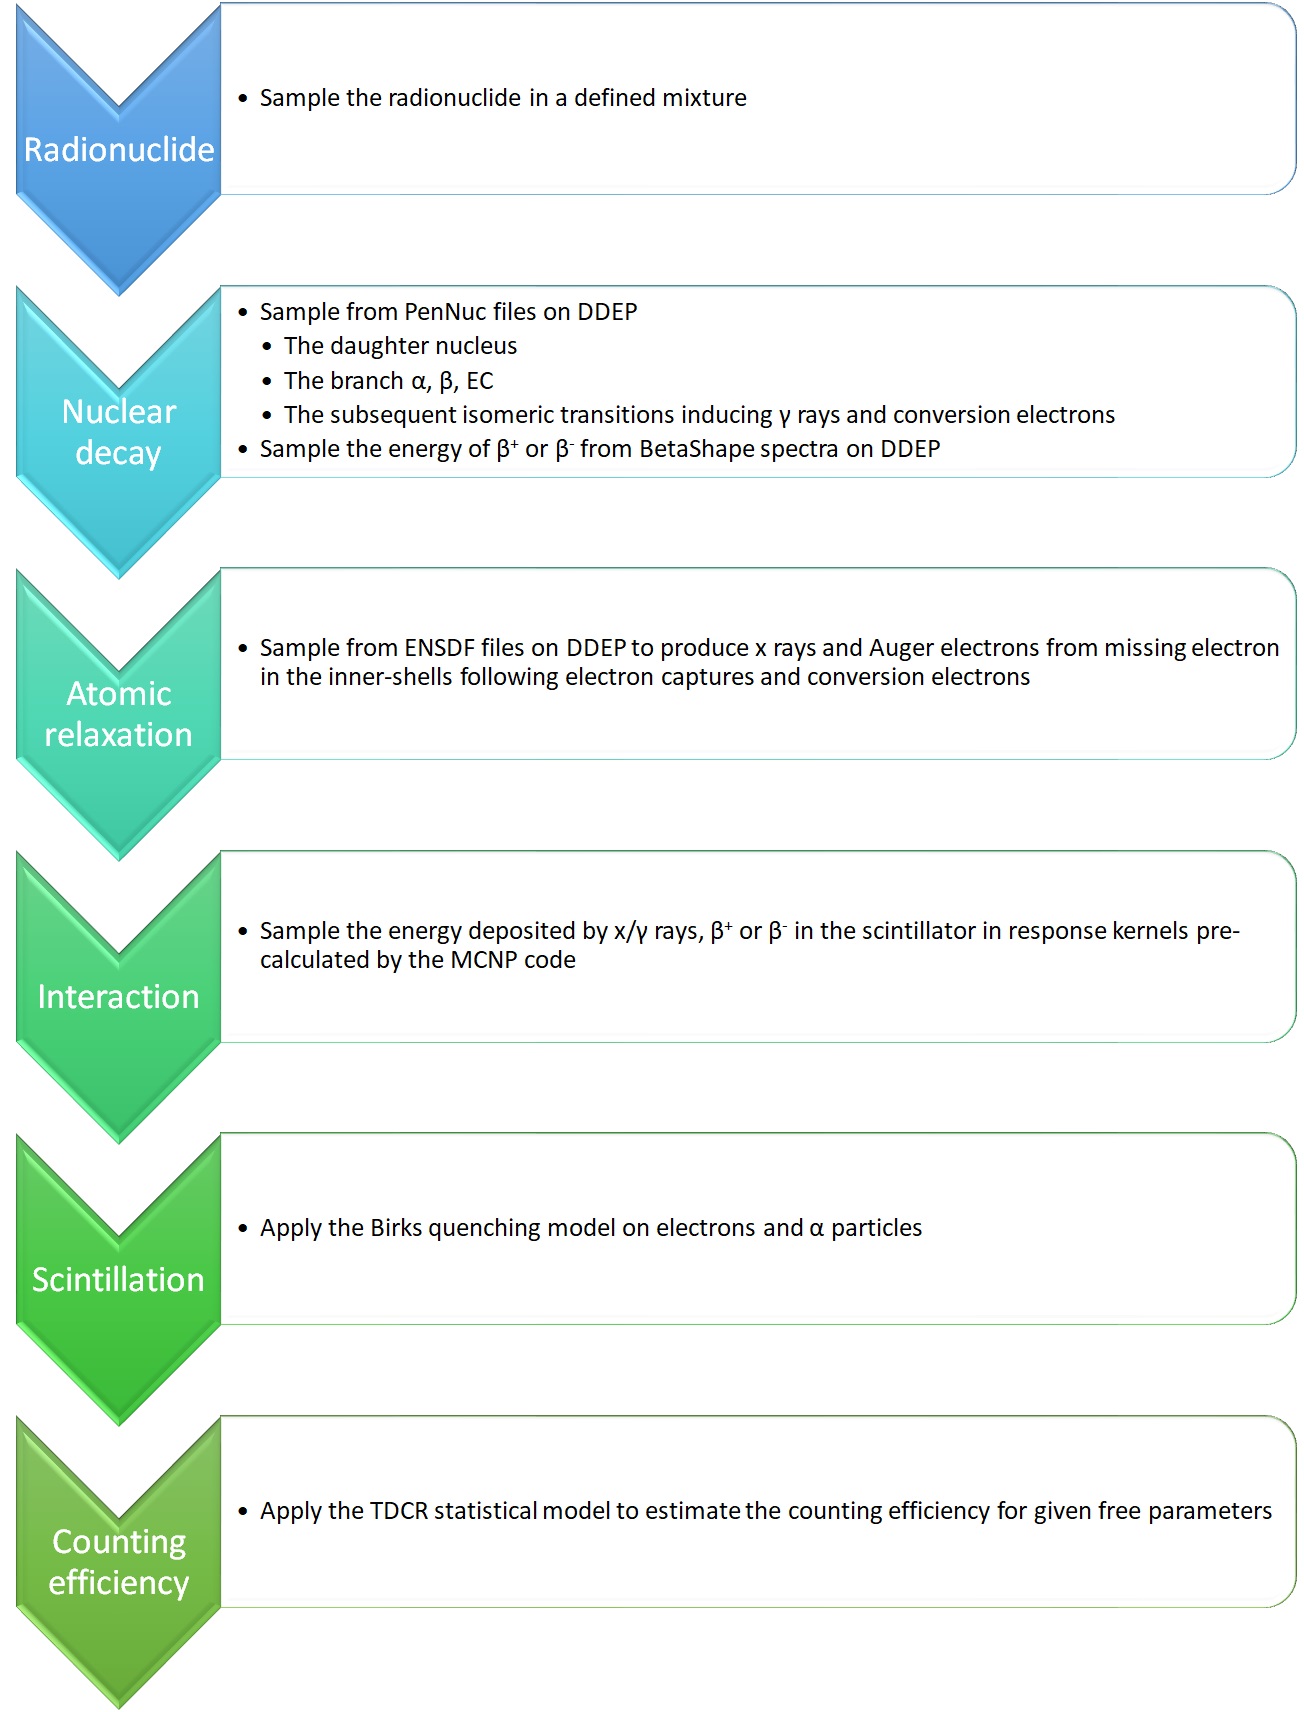 Radionuclide
• Sample the radionuclide in a defined mixture
Nuclear
decay
• Sample from PenNuc files on DDEP
• The daughter nucleus
• The branch α, β, EC
• The subsequent isomeric transitions inducing γ rays and conversion electrons
• Sample the energy of β⁺ or β⁻ from BetaShape spectra on DDEP
Atomic
relaxation
• Sample from ENSDF files on DDEP to produce x rays and Auger electrons from missing electron
in the inner-shells following electron captures and conversion electrons
Interaction
• Sample the energy deposited by x/γ rays, β⁺ or β⁻ in the scintillator in response kernels pre-
calculated by the MCNP code
Scintillation
• Apply the Birks quenching model on electrons and α particles
Counting
efficiency
• Apply the TDCR statistical model to estimate the counting efficiency for given free parameters